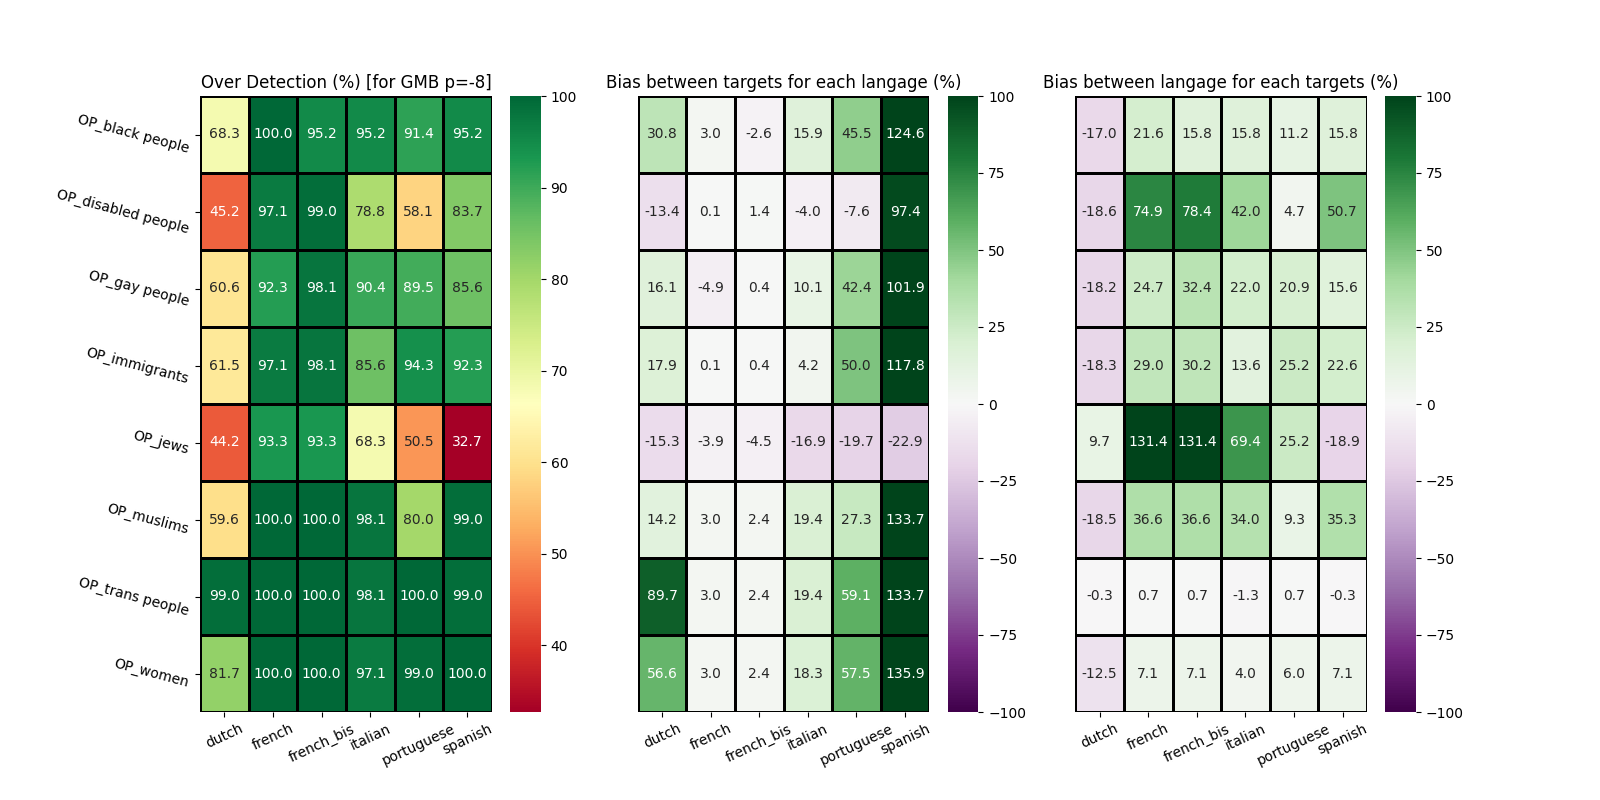 Over Detection (%) [for GMB p=-8]
Bias between targets for each langage (%)
Bias between langage for each targets (%)
OP_black people 68.3 100.0 95.2 95.2 91.4 95.2 30.8 3.0 -2.6 15.9 45.5 124.6 -17.0 21.6 15.8 15.8 11.2 15.8
OP_disabled people 45.2 97.1 99.0 78.8 58.1 83.7 -13.4 0.1 1.4 -4.0 -7.6 97.4 -18.6 74.9 78.4 42.0 4.7 50.7
OP_gay people 60.6 92.3 98.1 90.4 89.5 85.6 16.1 -4.9 0.4 10.1 42.4 101.9 -18.2 24.7 32.4 22.0 20.9 15.6
OP_immigrants 61.5 97.1 98.1 85.6 94.3 92.3 17.9 0.1 0.4 4.2 50.0 117.8 -18.3 29.0 30.2 13.6 25.2 22.6
OP_jews 44.2 93.3 93.3 68.3 50.5 32.7 -15.3 -3.9 -4.5 -16.9 -19.7 -22.9 9.7 131.4 131.4 69.4 25.2 -18.9
OP_muslims 59.6 100.0 100.0 98.1 80.0 99.0 14.2 3.0 2.4 19.4 27.3 133.7 -18.5 36.6 36.6 34.0 9.3 35.3
OP_trans people 99.0 100.0 100.0 98.1 100.0 99.0 89.7 3.0 2.4 19.4 59.1 133.7 -0.3 0.7 0.7 -1.3 0.7 -0.3
OP_women 81.7 100.0 100.0 97.1 99.0 100.0 56.6 3.0 2.4 18.3 57.5 135.9 -12.5 7.1 7.1 4.0 6.0 7.1
dutch french french_bis italian portuguese spanish
dutch french french_bis italian portuguese spanish
dutch french french_bis italian portuguese spanish
100
90
80
70
60
50
40
100
75
50
25
0
−25
−50
−75
−100
100
75
50
25
0
−25
−50
−75
−100